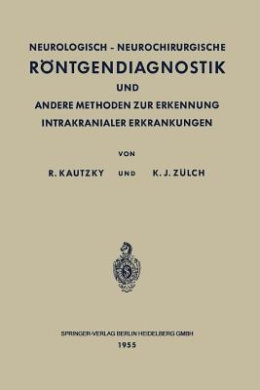 NEUROLOGISCH - NEUROCHIRURGISCHE
RÖNTGENDIAGNOSTIK
UND
ANDERE METHODEN ZUR ERKENNUNG
INTRAKRANIALER ERKRANKUNGEN
VON
R. KAUTZKY UND K. J. ZÜLCH
SPRINGER-VERLAG BERLIN HEIDELBERG GMBH
1955